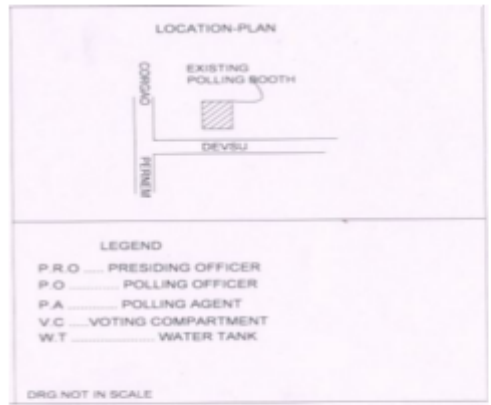 LOCATION-PLAN
CORGAO
EXISTING
POLLING BOOTH
DEVSU
PERNEM
LEGEND
P.R.O ..... PRESIDING OFFICER
P.O ............... POLLING OFFICER
P.A ............... POLLING AGENT
V.C .....VOTING COMPARTMENT
W.T ........................ WATER TANK
DRG.NOT IN SCALE